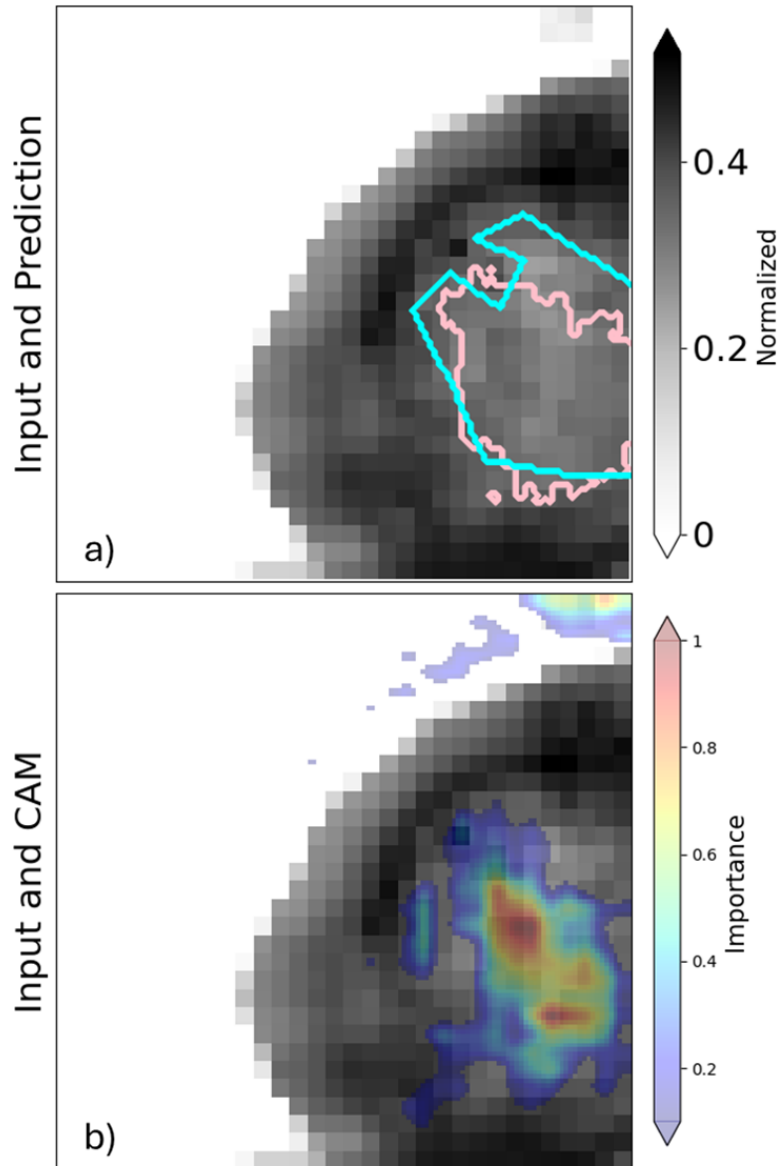 Input and Prediction
a)
0.4
0.2
0
Normalized
Input and CAM
b)
1
0.8
0.6
0.4
0.2
Importance